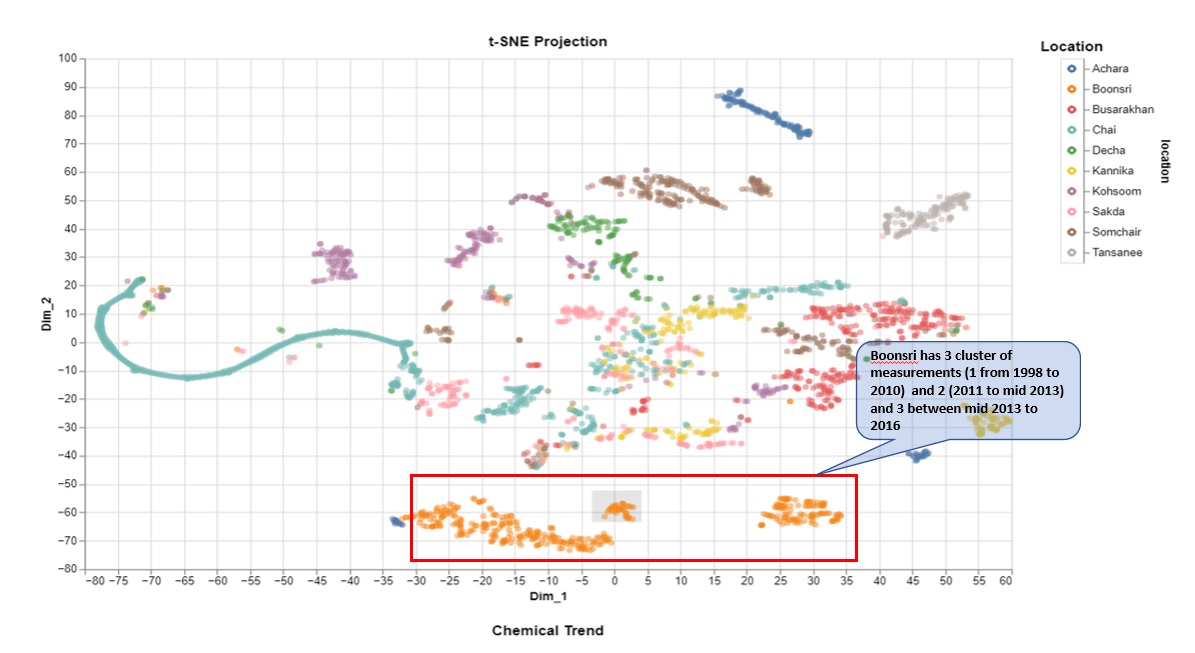 t-SNE Projection
Location
Achara
Boonsri
Busarakhan
Chai
Decha
Kannika
Kohsoom
Sakda
Somchair
Tansanee
location
100
90
80
70
60
50
40
30
20
10
0
−10
−20
−30
−40
−50
−60
−70
−80
Dim_2
Boonsri has 3 cluster of
measurements (1 from 1998 to
2010) and 2 (2011 to mid 2013)
and 3 between mid 2013 to
2016
−80 −75 −70 −65 −60 −55 −50 −45 −40 −35 −30 −25 −20 −15 −10 −5 0 5 10 15 20 25 30 35 40 45 50 55 60
Dim_1
Chemical Trend